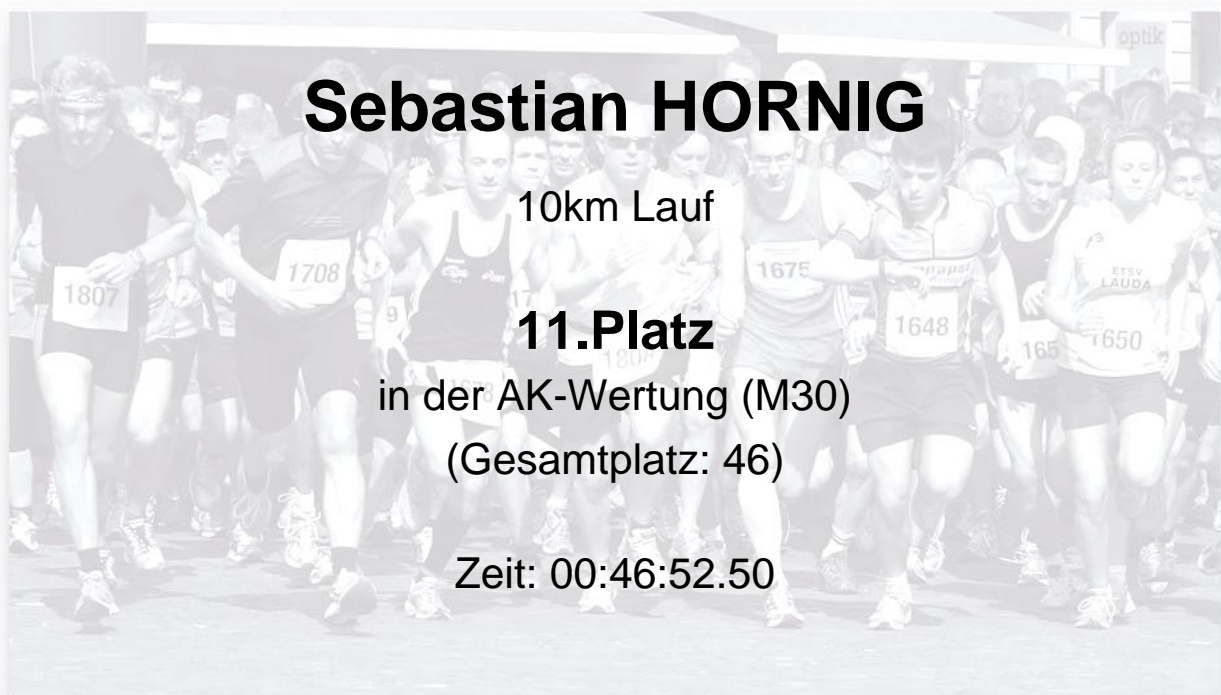 optik
Sebastian HORNIG
10km Lauf
1807
1708
1675
1648
1650
165
ETSV
LAUDA
11.Platz
in der AK-Wertung (M30)
(Gesamtplatz: 46)
Zeit: 00:46:52.50